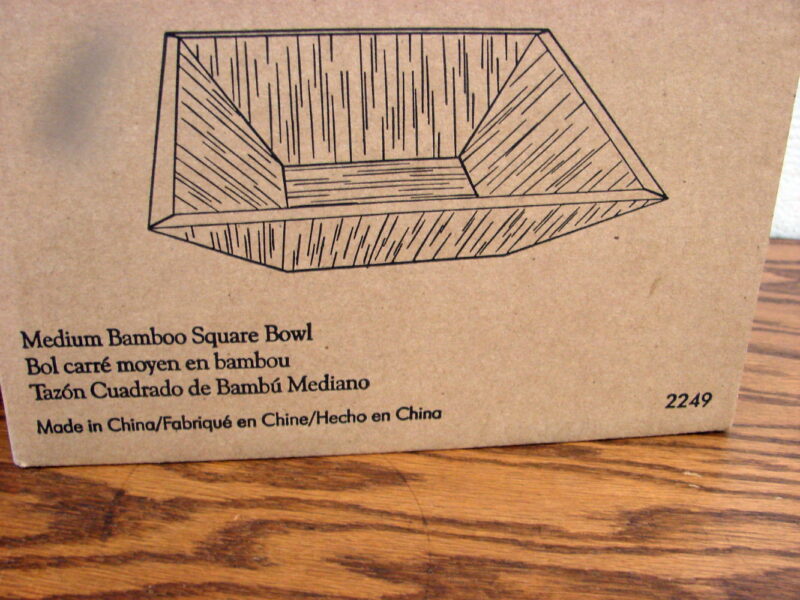 Medium Bamboo Square Bowl
Bol carré moyen en bambou
Tazón Cuadrado de Bambú Mediano
Made in China/Fabriqué en Chine/Hecho en China
2249